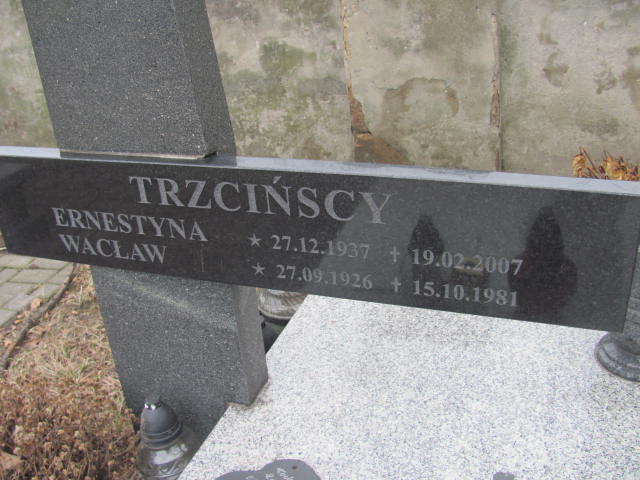 TRZCIŃSCY
ERNESTYNA ★ 27.12.1937 ✝ 19.02.2007
WACŁAW ★ 27.09.1926 ✝ 15.10.1981